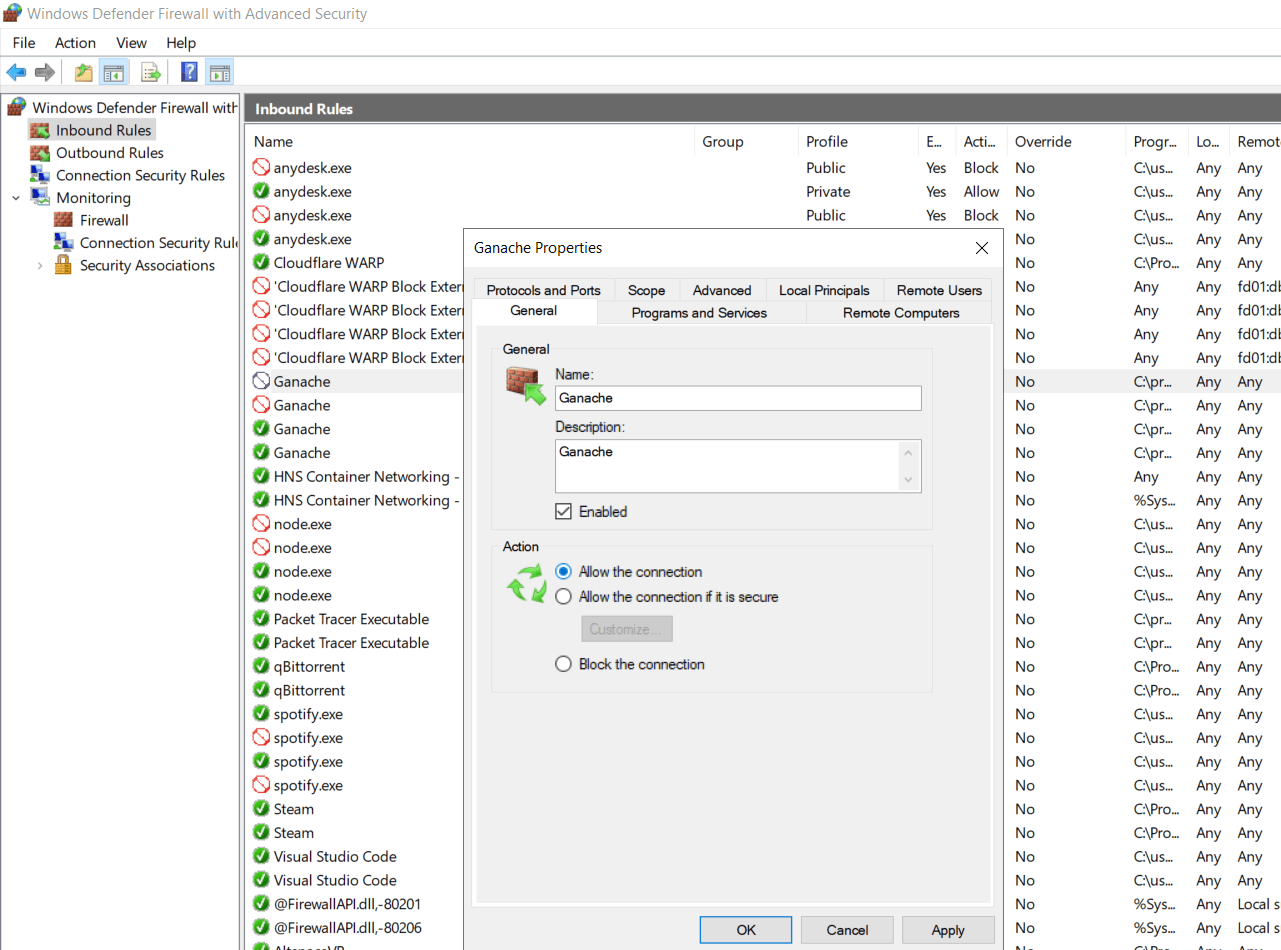 Windows Defender Firewall with Advanced Security
File Action View Help
Windows Defender Firewall with
Inbound Rules
Outbound Rules
Connection Security Rules
Monitoring
Firewall
Connection Security Rul
Security Associations
Inbound Rules
Name Group Profile E... Acti... Override Progr... Lo... Remot
anydesk.exe Public Yes Block No C:\us... Any Any
anydesk.exe Private Yes Allow No C:\us... Any Any
anydesk.exe Public Yes Block No C:\us... Any Any
anydesk.exe No C:\us... Any Any
Cloudflare WARP No C:\Pro... Any Any
'Cloudflare WARP Block Exter No Any Any fd01:db
'Cloudflare WARP Block Exter No Any Any fd01:db
'Cloudflare WARP Block Exter No Any Any fd01:db
'Cloudflare WARP Block Exter No Any Any fd01:db
Ganache No C:\pr... Any Any
Ganache No C:\pr... Any Any
Ganache No C:\pr... Any Any
Ganache No C:\pr... Any Any
HNS Container Networking - No Any Any Any
HNS Container Networking - No %Sys... Any Any
node.exe No C:\us... Any Any
node.exe No C:\us... Any Any
node.exe No C:\us... Any Any
node.exe No C:\us... Any Any
Packet Tracer Executable No C:\pr... Any Any
Packet Tracer Executable No C:\pr... Any Any
qBittorrent No C:\Pro... Any Any
qBittorrent No C:\Pro... Any Any
spotify.exe No C:\us... Any Any
spotify.exe No C:\us... Any Any
spotify.exe No C:\us... Any Any
spotify.exe No C:\us... Any Any
Steam No C:\Pro... Any Any
Steam No C:\Pro... Any Any
Visual Studio Code No C:\us... Any Any
Visual Studio Code No C:\us... Any Any
@FirewallAPI.dll,-80201 No %Sys... Any Local s
@FirewallAPI.dll,-80206 No %Sys... Any Local s
Ganache Properties
Protocols and Ports Scope Advanced Local Principals Remote Users
General Programs and Services Remote Computers
General
Name:
Ganache
Description:
Ganache
Enabled
Action
Allow the connection
Allow the connection if it is secure
Customize...
Block the connection
OK Cancel Apply